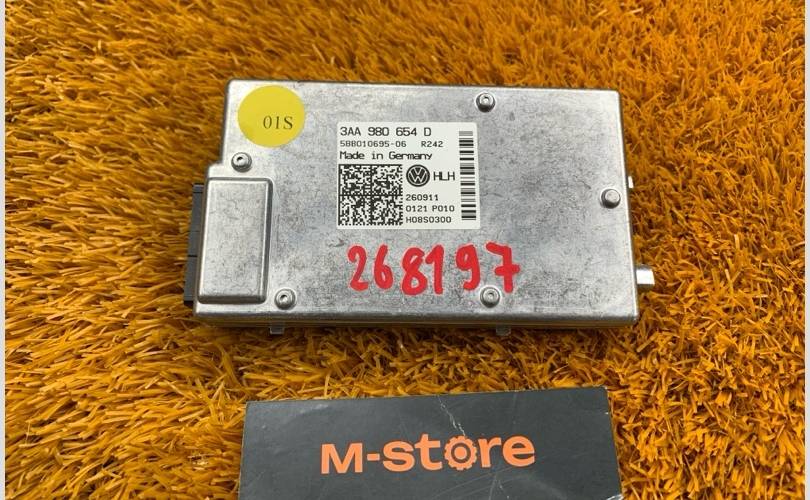 01S
3AA 980 654 D
5BB010695-06 R242
Made in Germany
HLH
260911
0121 P010
H08S0300
268197
M-store